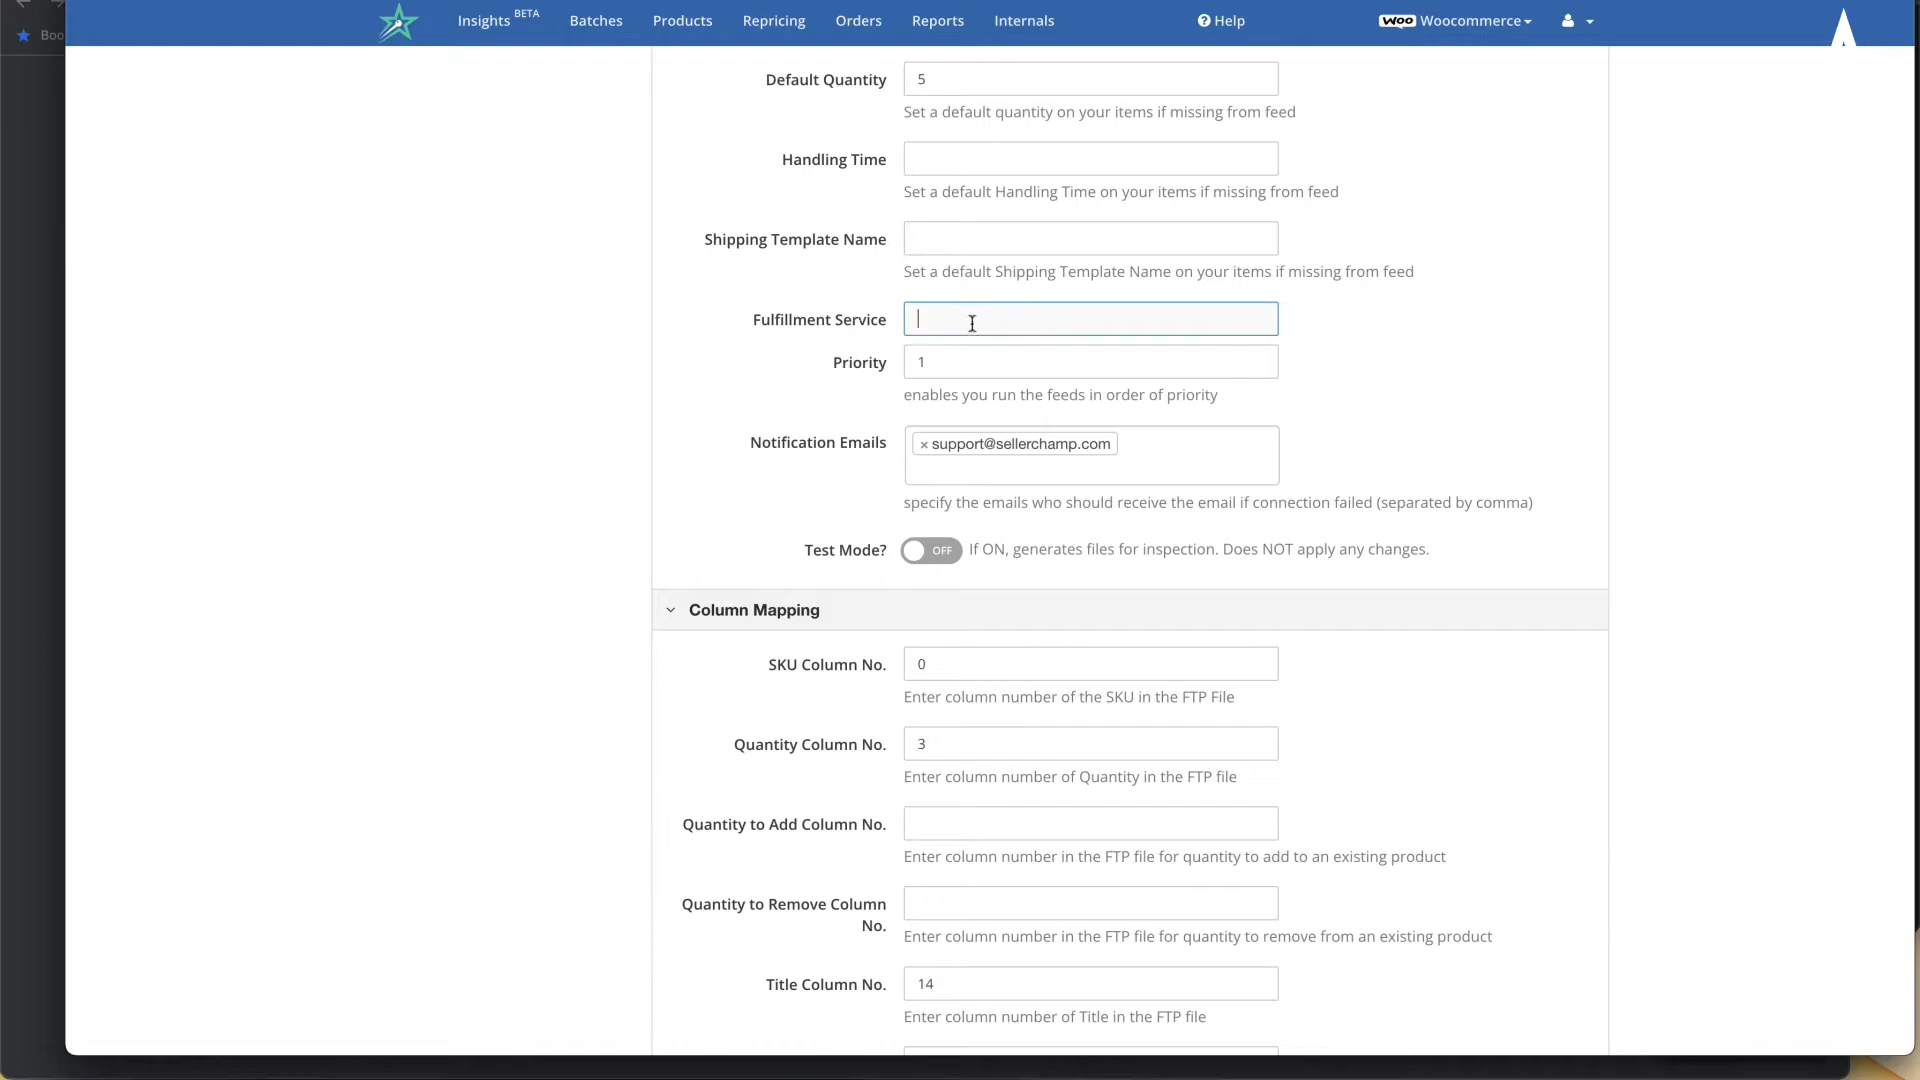 Boo
Insights BETA Batches Products Repricing Orders Reports Internals Help Woo Woocommerce
Default Quantity 5
Set a default quantity on your items if missing from feed
Handling Time
Set a default Handling Time on your items if missing from feed
Shipping Template Name
Set a default Shipping Template Name on your items if missing from feed
Fulfillment Service
Priority 1
enables you run the feeds in order of priority
Notification Emails × support@sellerchamp.com
specify the emails who should receive the email if connection failed (separated by comma)
Test Mode? OFF If ON, generates files for inspection. Does NOT apply any changes.
Column Mapping
SKU Column No. 0
Enter column number of the SKU in the FTP File
Quantity Column No. 3
Enter column number of Quantity in the FTP file
Quantity to Add Column No.
Enter column number in the FTP file for quantity to add to an existing product
Quantity to Remove Column
No.
Enter column number in the FTP file for quantity to remove from an existing product
Title Column No. 14
Enter column number of Title in the FTP file